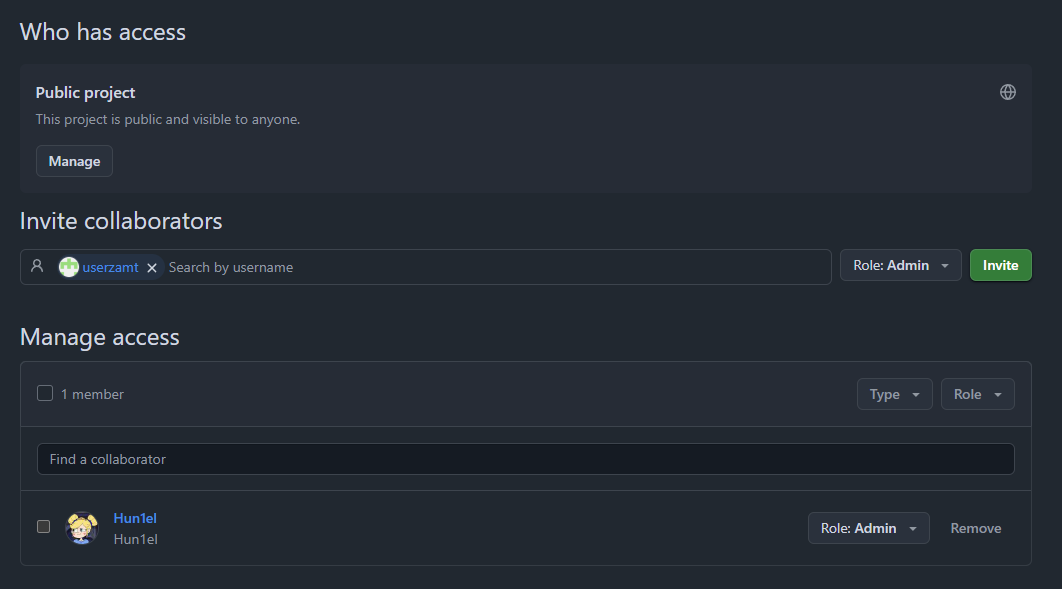 Who has access
Public project
This project is public and visible to anyone.
Manage
Invite collaborators
userzamt Search by username Role: Admin Invite
Manage access
1 member Type Role
Find a collaborator
Hun1el
Hun1el
Role: Admin Remove